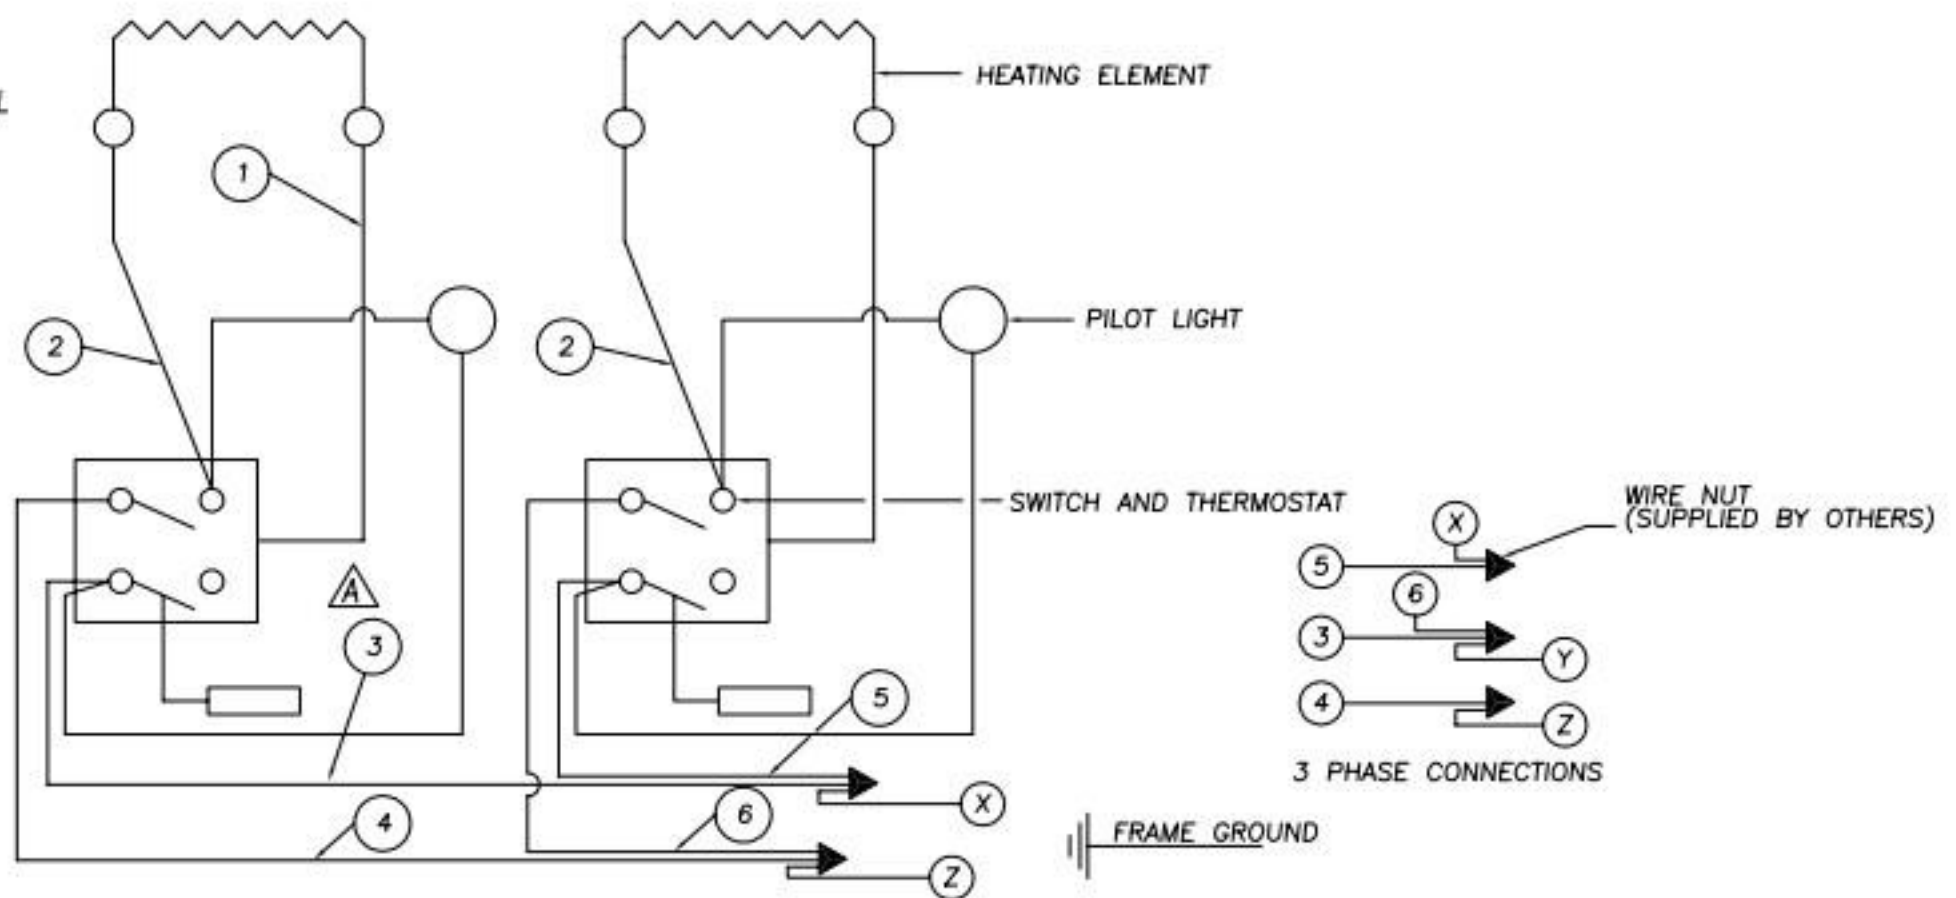 HEATING ELEMENT
L
1
PILOT LIGHT
2
2
SWITCH AND THERMOSTAT
WIRE NUT
(SUPPLIED BY OTHERS)
X
5
6
A
3
3
Y
5
4
Z
3 PHASE CONNECTIONS
X
4
6
FRAME GROUND
Z